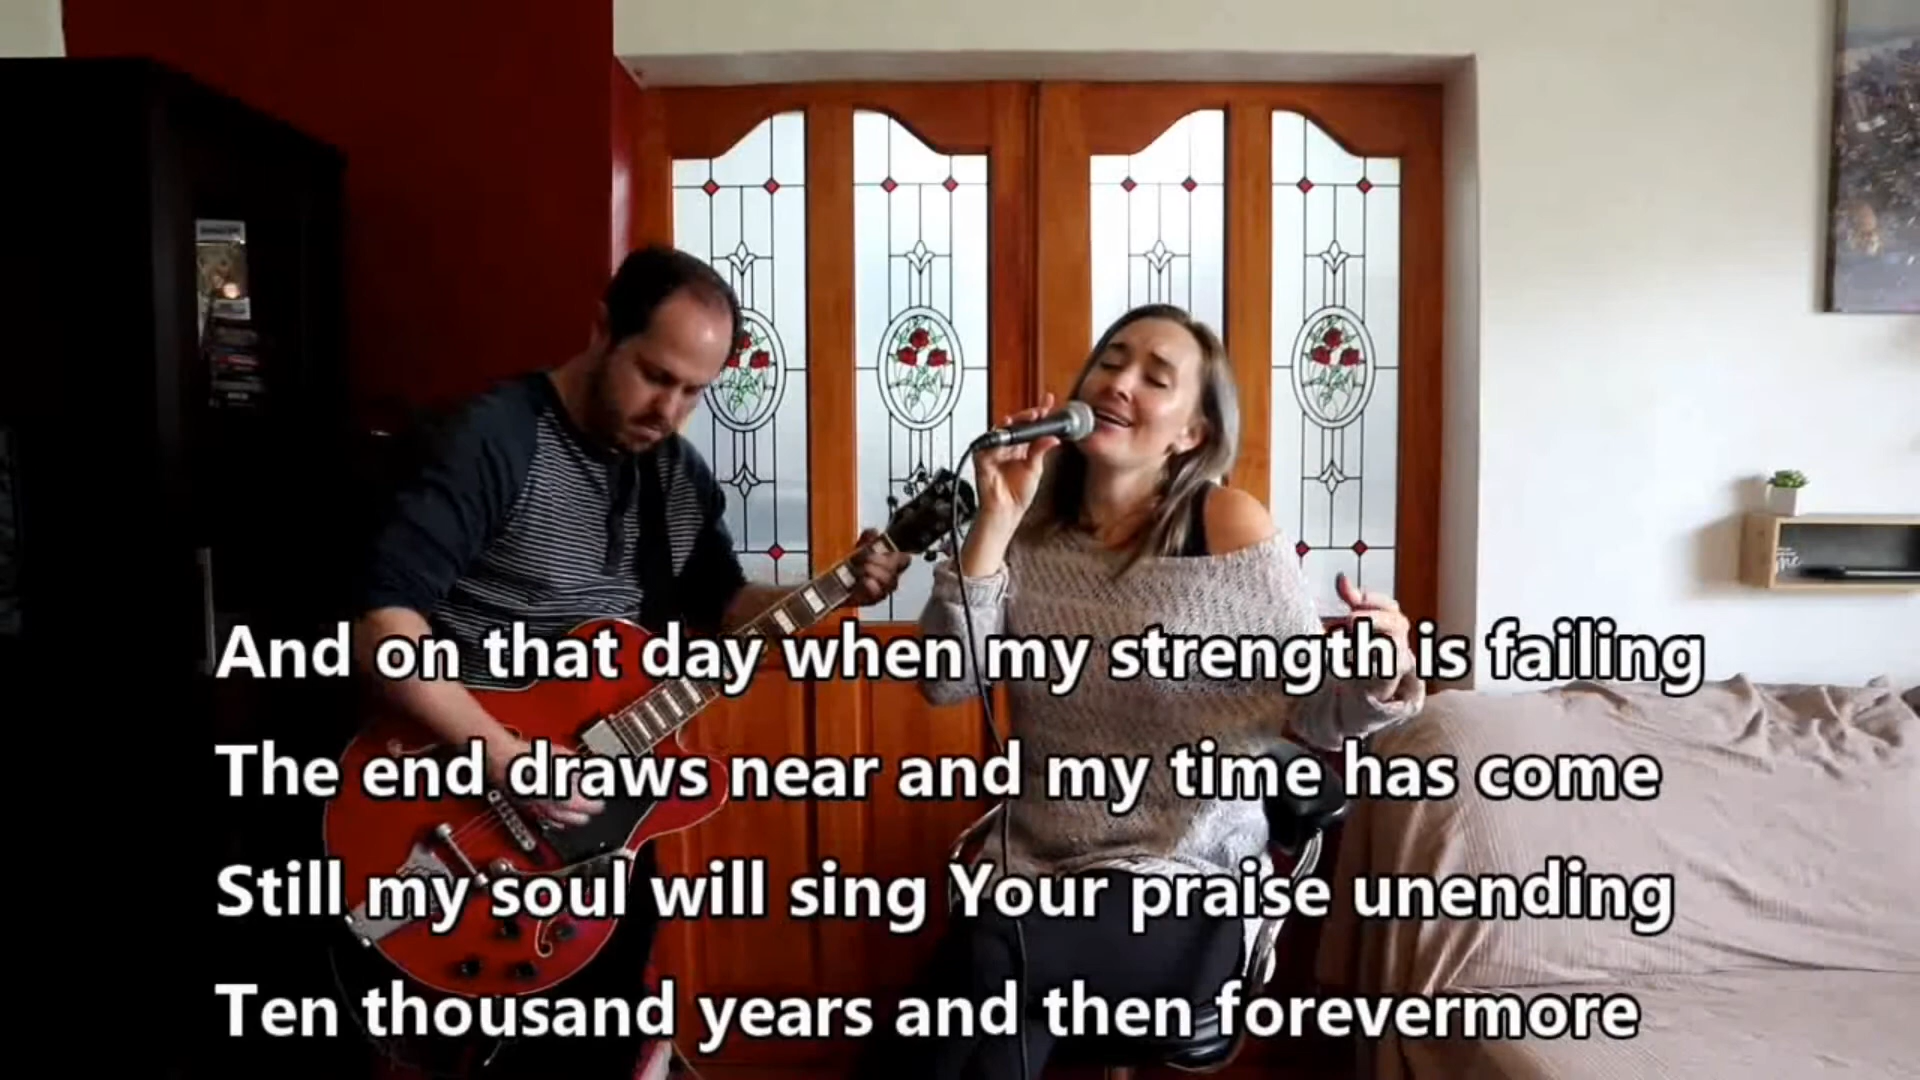 And on that day when my strength is failing
The end draws near and my time has come
Still my soul will sing Your praise unending
Ten thousand years and then forevermore